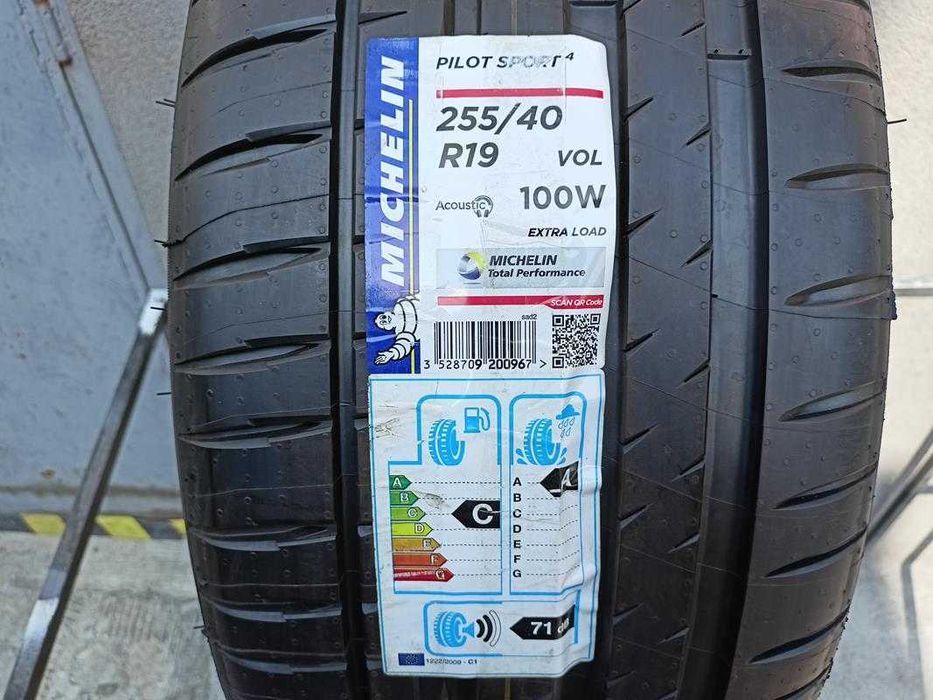 MICHELIN
PILOT SPORT 4
255/40
R19 VOL
Acoustic 100W
EXTRA LOAD
MICHELIN
Total Performance
SCAN QR Code
sad2
3 528709 200967 >
A
B
C
D
E
F
G
C
A
B
C
D
E
F
G
A
71 dB
1222/2009 - C1